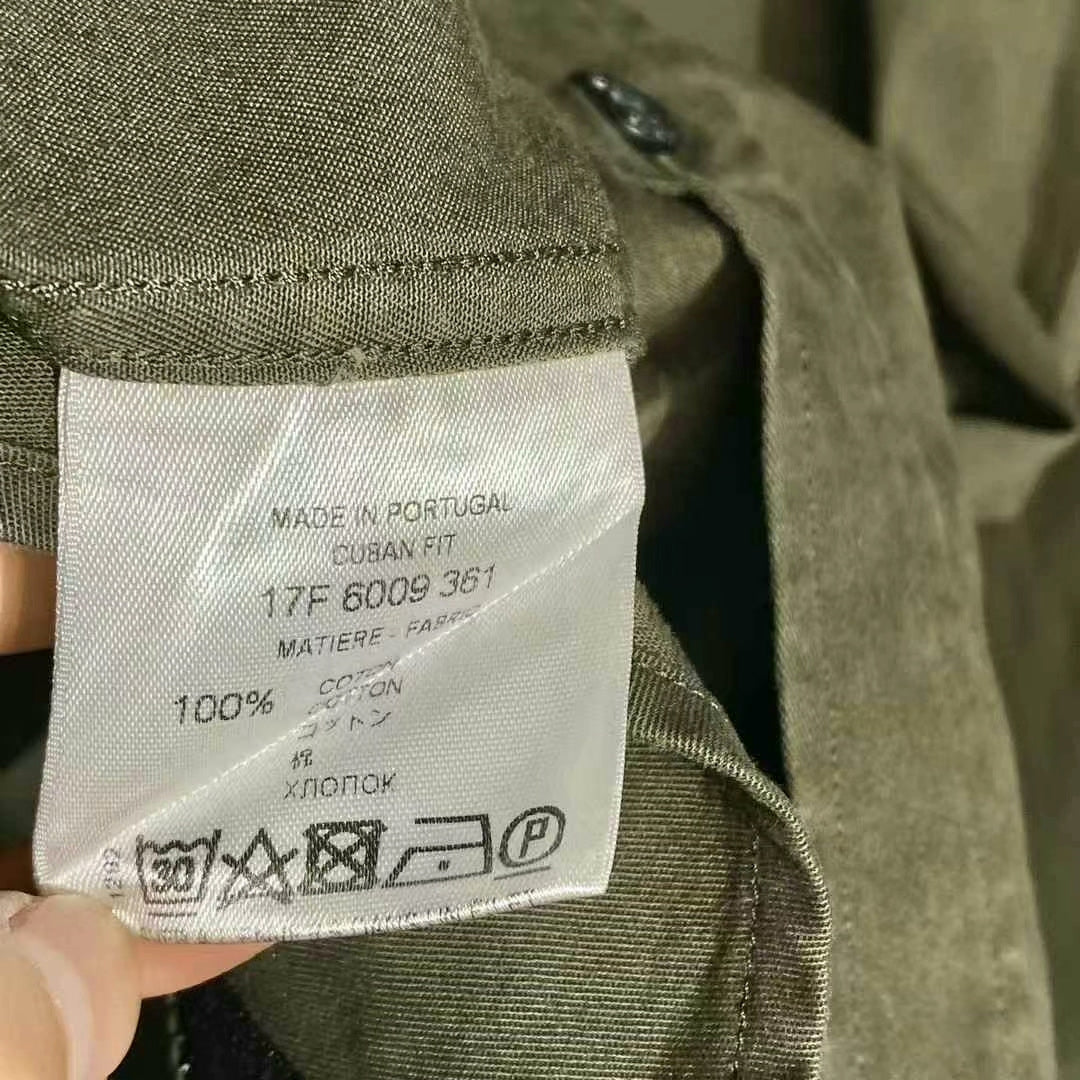 MADE IN PORTUGAL
CUBAN FIT
17F 6009 361
MATIERE - FABRIC
100% COTON
COTTON
コットン
棉
ХЛОПОК
30 P